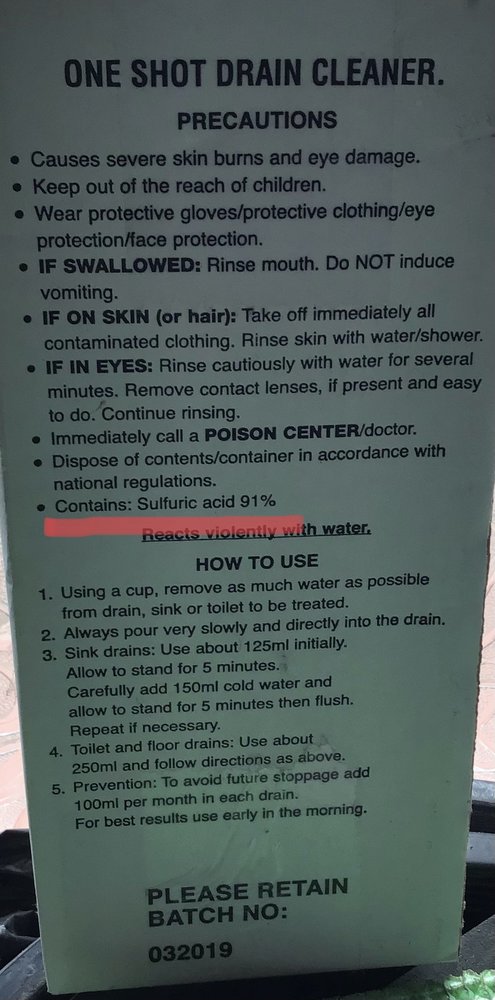 ONE SHOT DRAIN CLEANER.
PRECAUTIONS
• Causes severe skin burns and eye damage.
• Keep out of the reach of children.
• Wear protective gloves/protective clothing/eye
protection/face protection.
• IF SWALLOWED: Rinse mouth. Do NOT induce
vomiting.
• IF ON SKIN (or hair): Take off immediately all
contaminated clothing. Rinse skin with water/shower.
• IF IN EYES: Rinse cautiously with water for several
minutes. Remove contact lenses, if present and easy
to do. Continue rinsing.
• Immediately call a POISON CENTER/doctor.
• Dispose of contents/container in accordance with
national regulations.
• Contains: Sulfuric acid 91%
Reacts violently with water.
HOW TO USE
1. Using a cup, remove as much water as possible
from drain, sink or toilet to be treated.
2. Always pour very slowly and directly into the drain.
3. Sink drains: Use about 125ml initially.
Allow to stand for 5 minutes.
Carefully add 150ml cold water and
allow to stand for 5 minutes then flush.
Repeat if necessary.
4. Toilet and floor drains: Use about
250ml and follow directions as above.
5. Prevention: To avoid future stoppage add
100ml per month in each drain.
For best results use early in the morning.
PLEASE RETAIN
BATCH NO:
032019